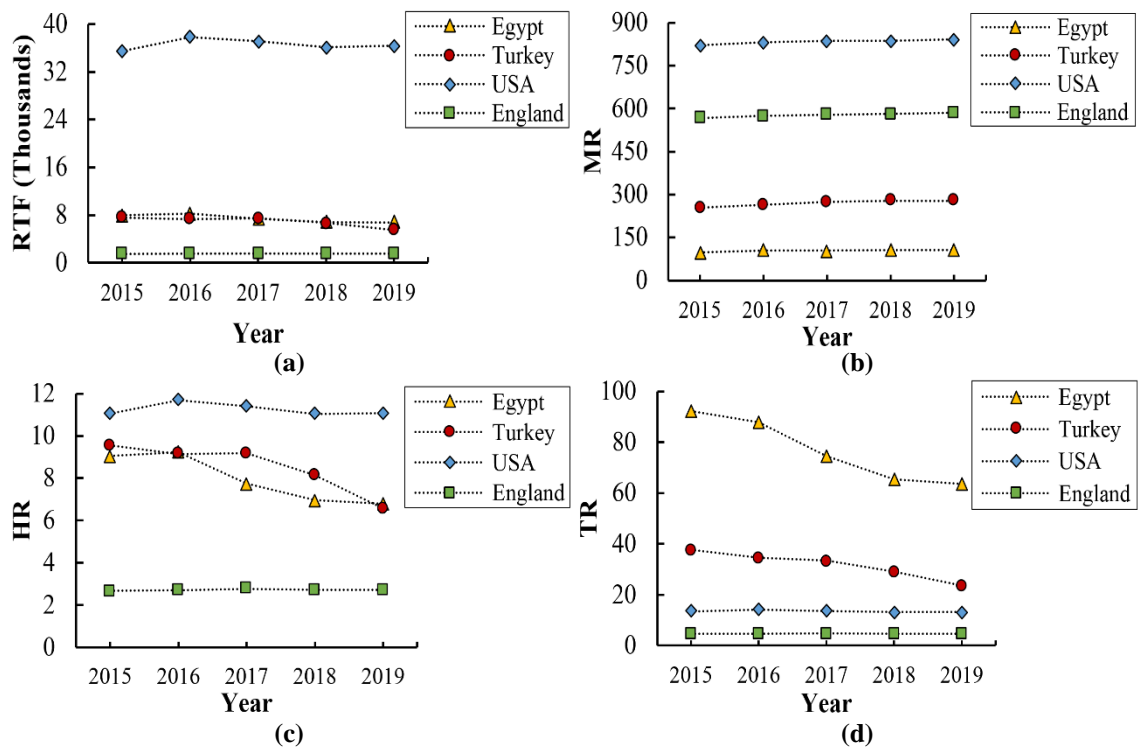 40
32
24
16
8
0
RTF (Thousands)
2015 2016 2017 2018 2019
Year
Egypt
Turkey
USA
England
(a)
900
750
600
450
300
150
0
MR
2015 2016 2017 2018 2019
Year
Egypt
Turkey
USA
England
(b)
12
10
8
6
4
2
0
HR
2015 2016 2017 2018 2019
Year
Egypt
Turkey
USA
England
(c)
100
80
60
40
20
0
TR
2015 2016 2017 2018 2019
Year
Egypt
Turkey
USA
England
(d)